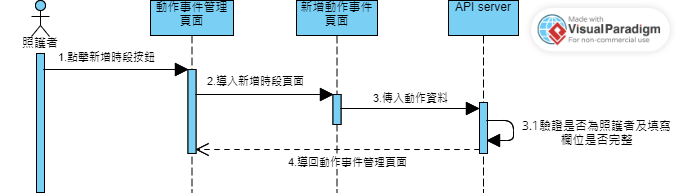 動作事件管理
頁面
新增動作事件
頁面
API server
Made with
VisualParadigm
For non-commercial use
照護者
1.點擊新增時段按鈕
2.導入新增時段頁面
3.傳入動作資料
3.1驗證是否為照護者及填寫
欄位是否完整
4.導回動作事件管理頁面